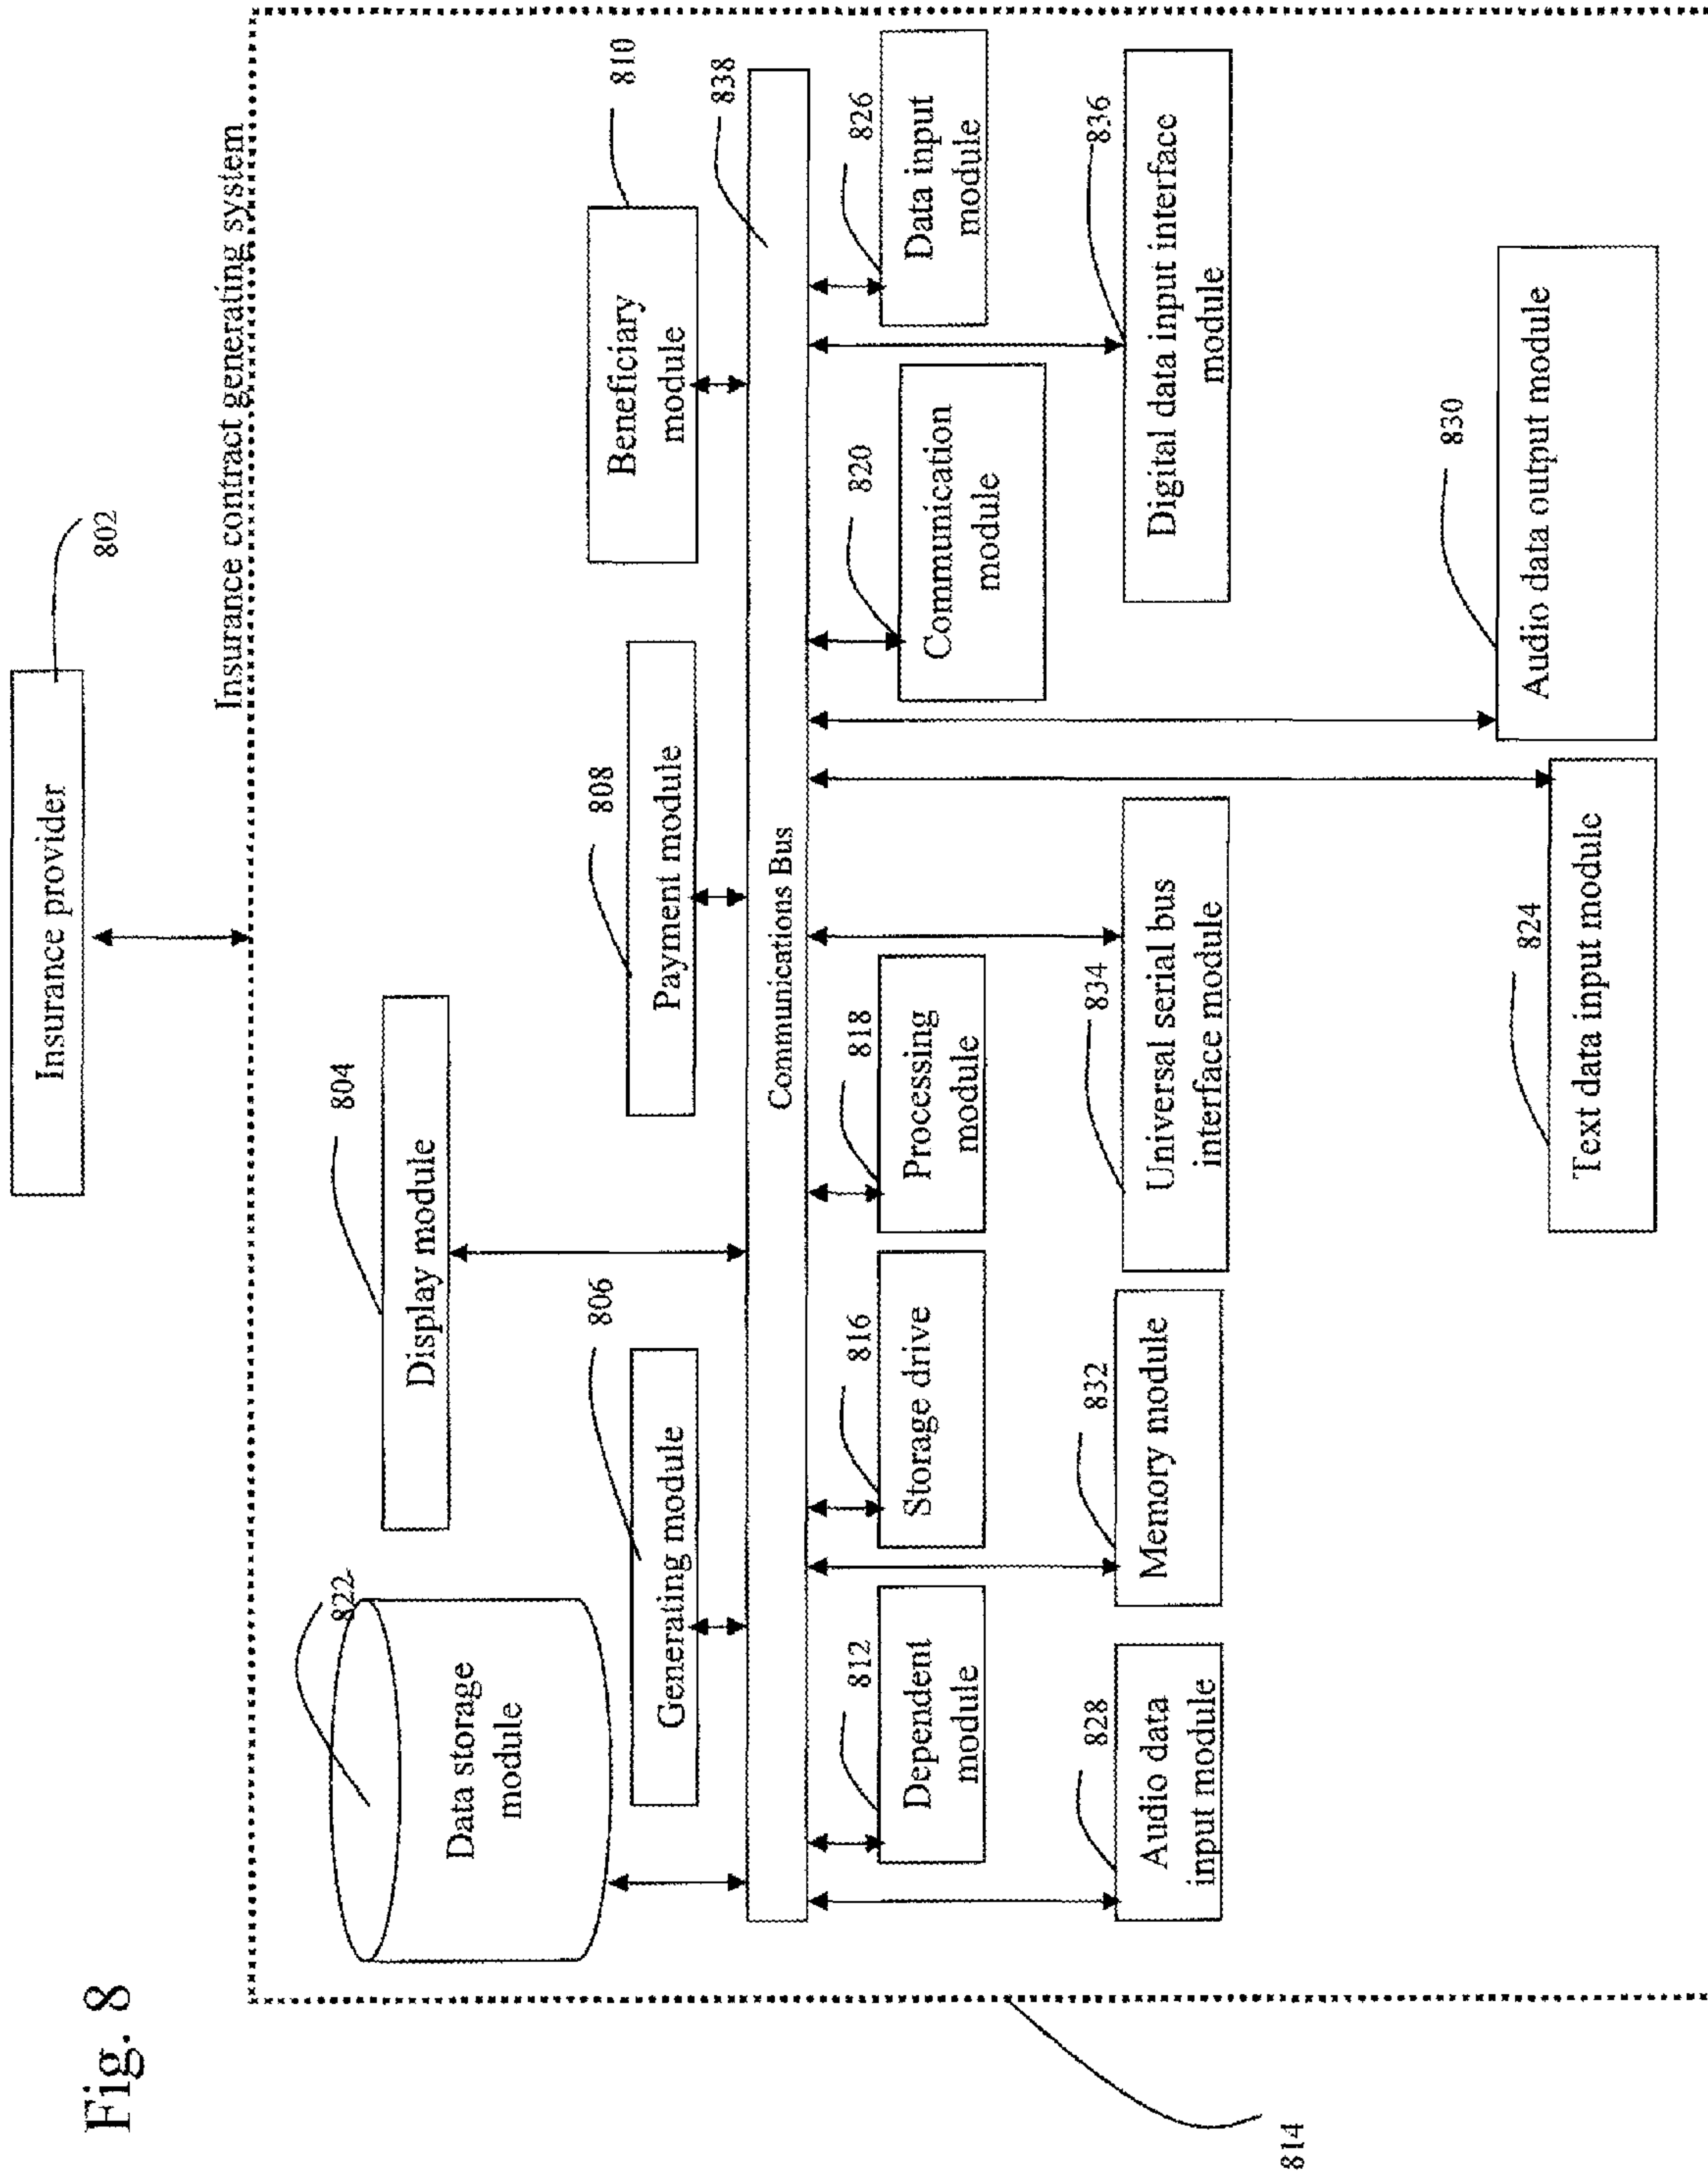 Fig. 8
Insurance provider
802
Insurance contract generating system
822
Data storage
module
804
Display module
806
Generating module
808
Payment module
810
Beneficiary
module
838
Communications Bus
812
Dependent
module
816
Storage drive
818
Processing
module
820
Communication
module
826
Data input
module
828
Audio data
input module
832
Memory module
834
Universal serial bus
interface module
836
Digital data input interface
module
824
Text data input module
830
Audio data output module
814